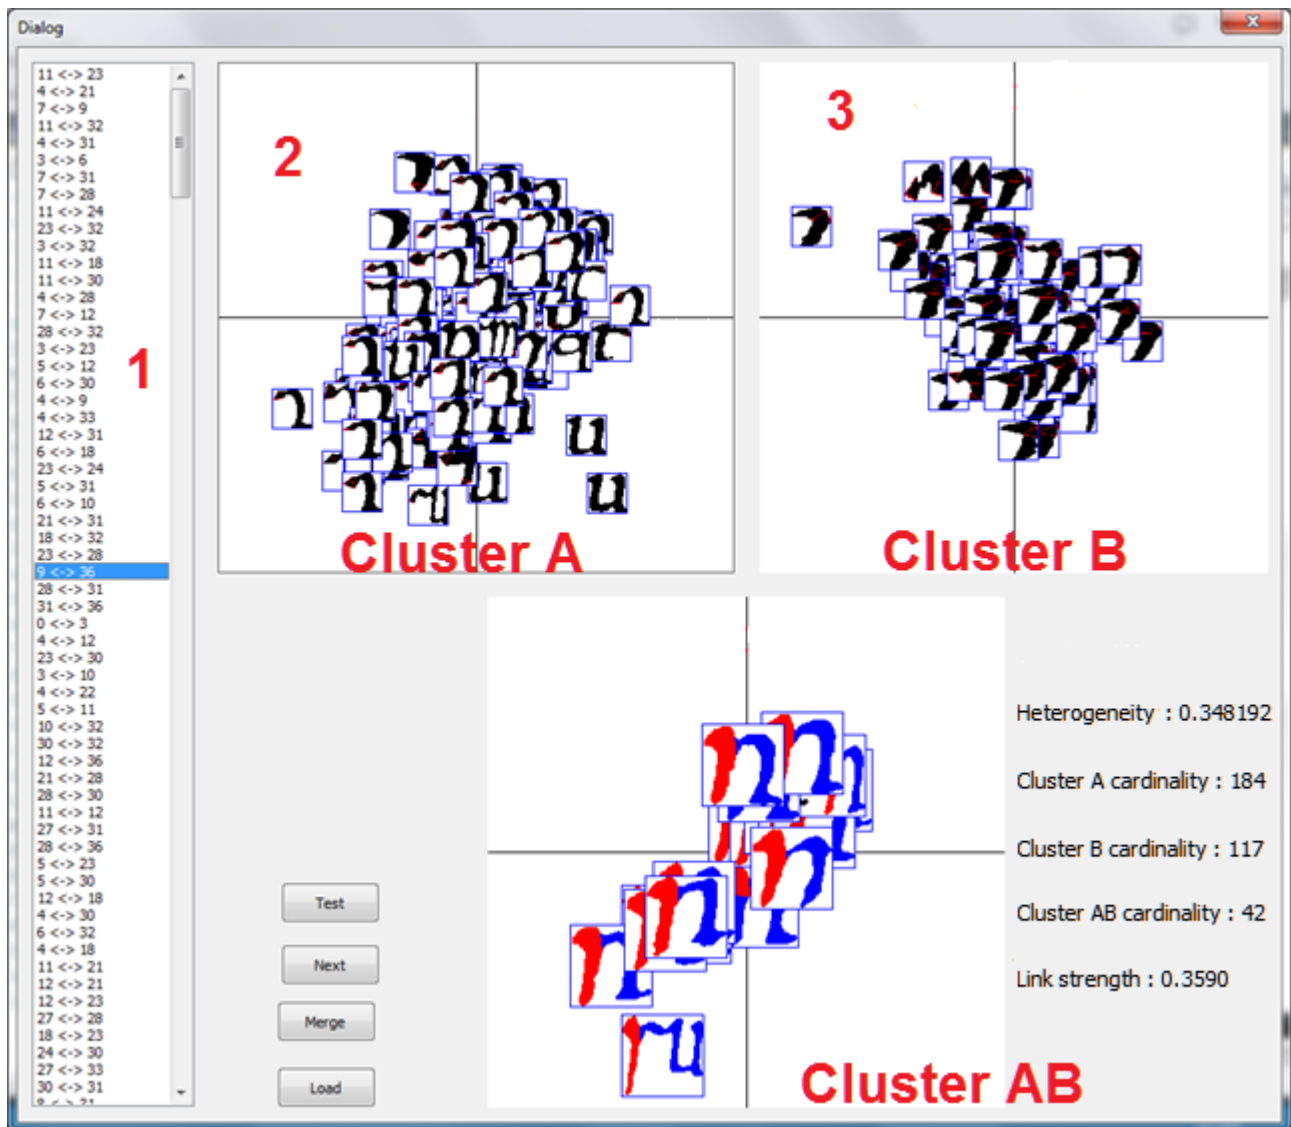 Dialog
11 <-> 23
4 <-> 21
7 <-> 9
11 <-> 32
4 <-> 31
3 <-> 6
7 <-> 31
7 <-> 28
11 <-> 24
23 <-> 32
3 <-> 32
11 <-> 18
11 <-> 30
4 <-> 28
7 <-> 12
28 <-> 32
3 <-> 23
5 <-> 12
6 <-> 30
4 <-> 9
4 <-> 33
12 <-> 31
6 <-> 18
23 <-> 24
5 <-> 31
6 <-> 10
21 <-> 31
18 <-> 32
23 <-> 28
9 <-> 36
28 <-> 31
31 <-> 36
0 <-> 3
4 <-> 12
23 <-> 30
3 <-> 10
4 <-> 22
5 <-> 11
10 <-> 32
30 <-> 32
12 <-> 36
21 <-> 28
28 <-> 30
11 <-> 12
27 <-> 31
28 <-> 36
5 <-> 23
5 <-> 30
12 <-> 18
4 <-> 30
6 <-> 32
4 <-> 18
11 <-> 21
12 <-> 21
12 <-> 23
27 <-> 28
18 <-> 23
24 <-> 30
27 <-> 33
30 <-> 31
1
2
Cluster A
3
Cluster B
Cluster AB
Heterogeneity : 0.348192
Cluster A cardinality : 184
Cluster B cardinality : 117
Cluster AB cardinality : 42
Link strength : 0.3590
Test
Next
Merge
Load